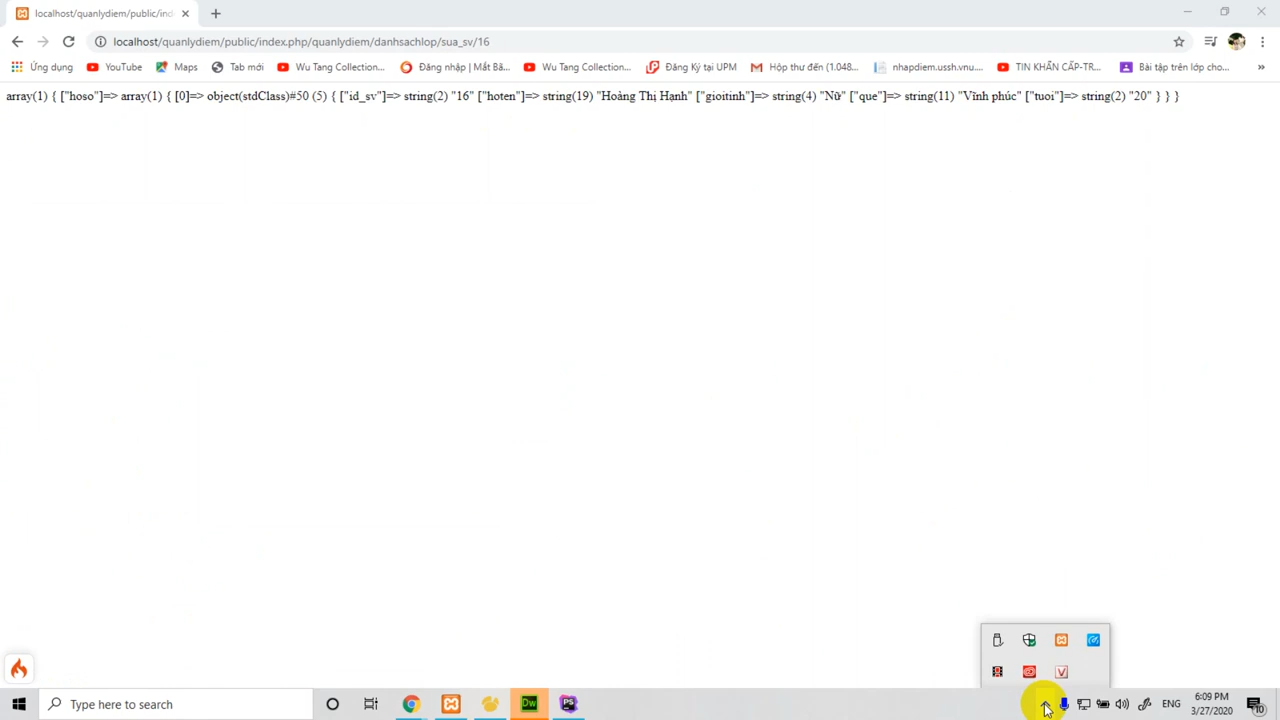 localhost/quanlydiem/public/ind
localhost/quanlydiem/public/index.php/quanlydiem/danhsachlop/sua_sv/16
Ứng dụng YouTube Maps Tab mới Wu Tang Collection... Đăng nhập | Mắt Bã... Wu Tang Collection... Đăng Ký tại UPM Hộp thư đến (1.048... nhapdiem.ussh.vnu.... TIN KHẨN CẤP-TR... Bài tập trên lớp cho... »
array(1) { ["hoso"]=> array(1) { [0]=> object(stdClass)#50 (5) { ["id_sv"]=> string(2) "16" ["hoten"]=> string(19) "Hoàng Thị Hạnh" ["gioitinh"]=> string(4) "Nữ" ["que"]=> string(11) "Vĩnh phúc" ["tuoi"]=> string(2) "20" } } }
V
Type here to search Dw PS ENG 6:09 PM
3/27/2020 10